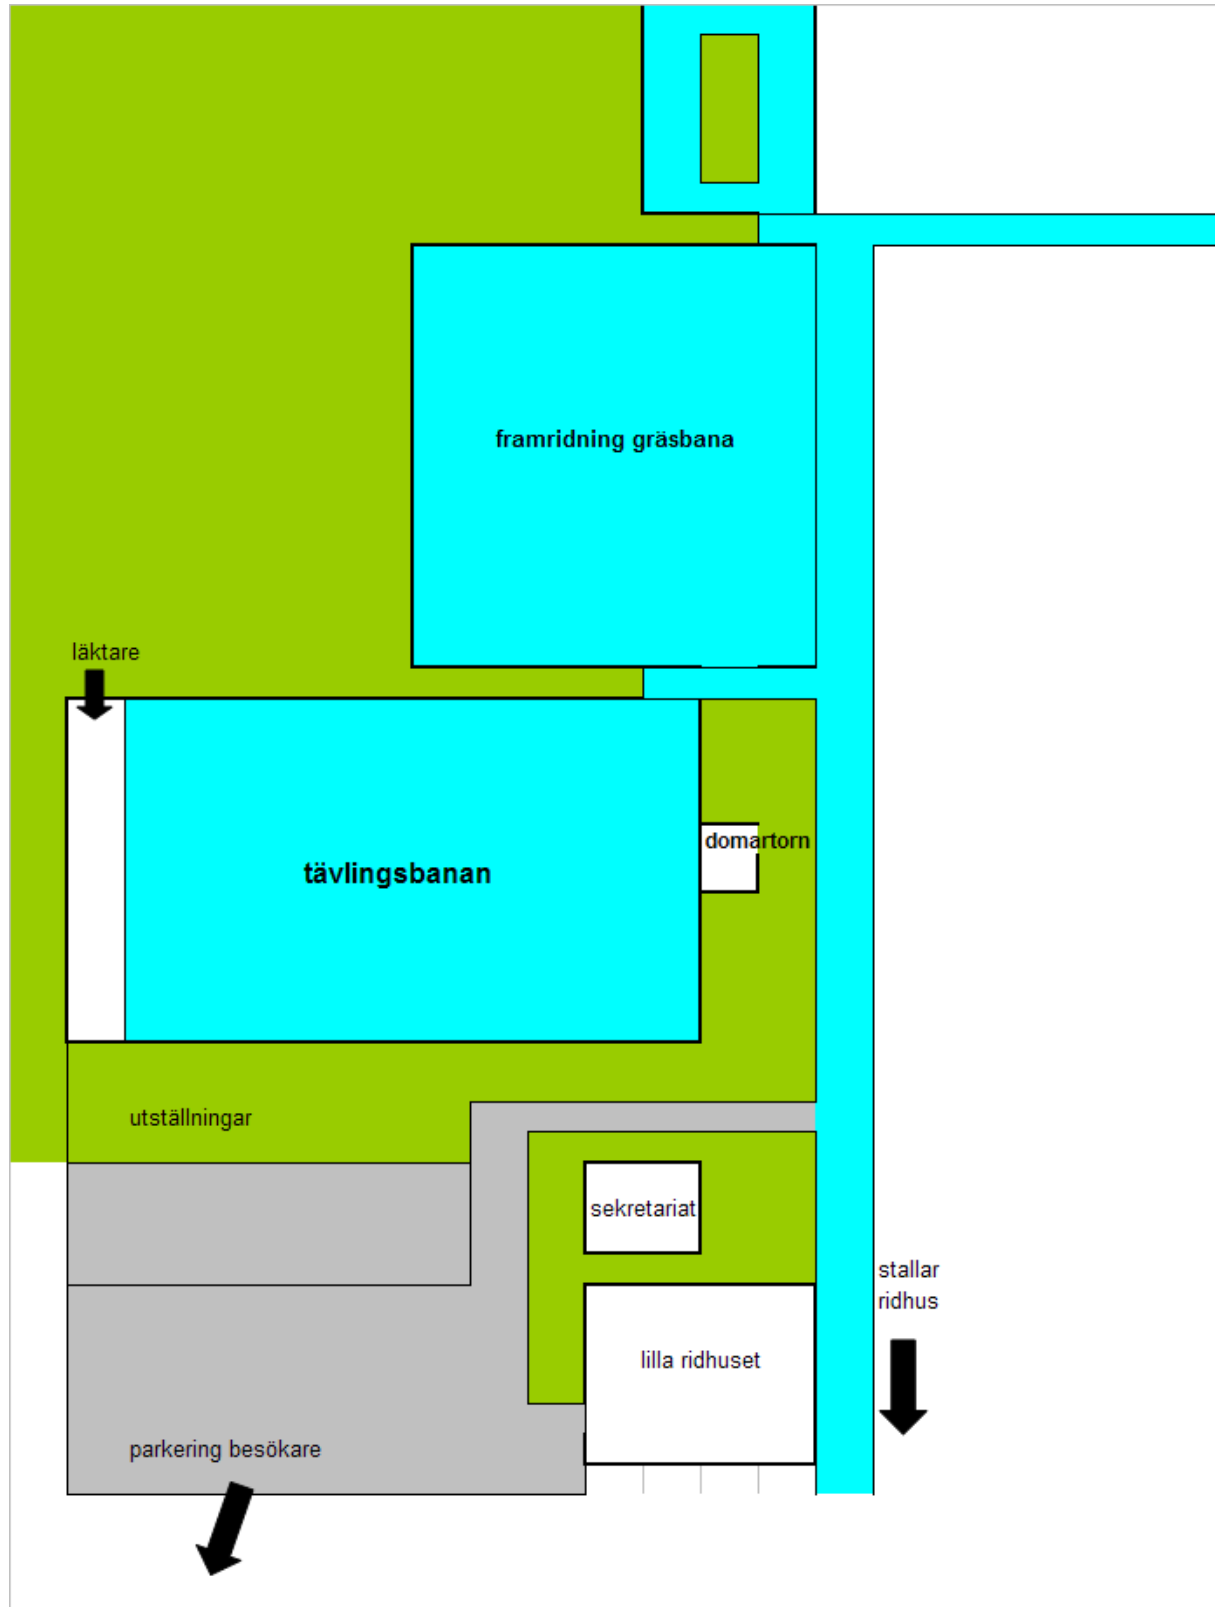 framridning gräsbana
läktare
domartorn
tävlingsbanan
utställningar
sekretariat
stallar
ridhus
lilla ridhuset
parkering besökare